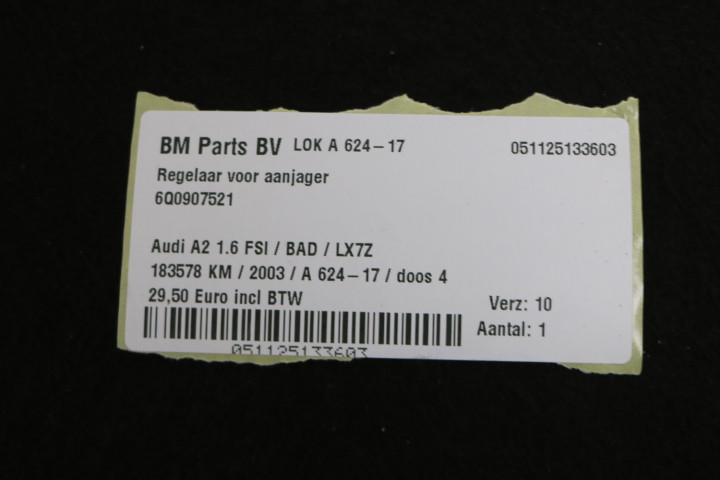 BM Parts BV LOK A 624-17 051125133603
Regelaar voor aanjager
6Q0907521
Audi A2 1.6 FSI / BAD / LX7Z
183578 KM / 2003 / A 624-17 / doos 4
29,50 Euro incl BTW
Verz: 10
Aantal: 1
051125133603